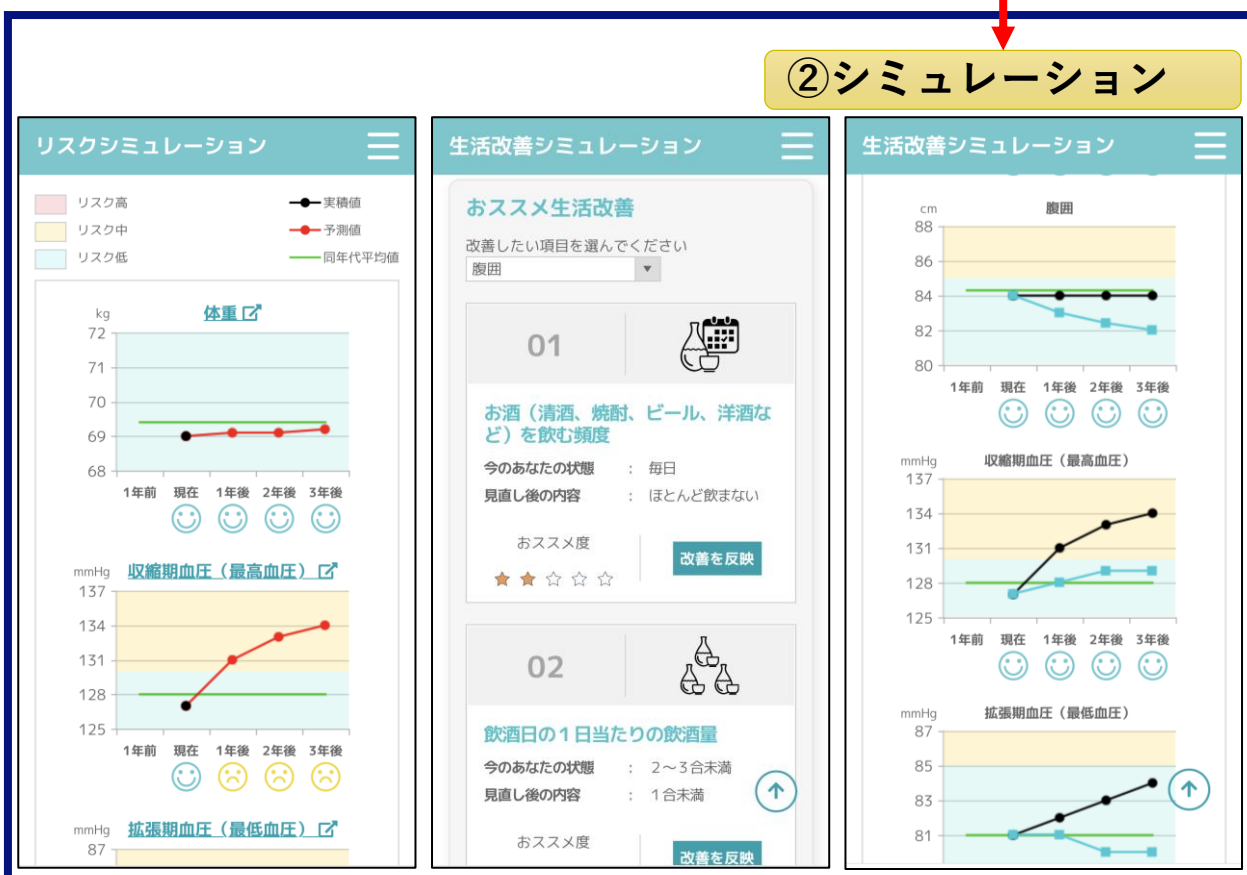 ②シミュレーション
リスクシミュレーション
リスク高
実積値
リスク中
予測値
リスク低
同年代平均値
kg
体重
72
71
70
69
68
1年前 現在 1年後 2年後 3年後
mmHg 収縮期血圧（最高血圧）
137
134
131
128
125
1年前 現在 1年後 2年後 3年後
mmHg 拡張期血圧（最低血圧）
87
生活改善シミュレーション
おススメ生活改善
改善したい項目を選んでください
腹囲
01
お酒（清酒、焼酎、ビール、洋酒な
ど）を飲む頻度
今のあなたの状態 ： 毎日
見直し後の内容 ： ほとんど飲まない
おススメ度
改善を反映
02
飲酒日の1日当たりの飲酒量
今のあなたの状態 ： 2～3合未満
見直し後の内容 ： 1合未満
おススメ度
改善を反映
生活改善シミュレーション
cm 腹囲
88
86
84
82
80
1年前 現在 1年後 2年後 3年後
mmHg 収縮期血圧（最高血圧）
137
134
131
128
125
1年前 現在 1年後 2年後 3年後
mmHg 拡張期血圧（最低血圧）
87
85
83
81